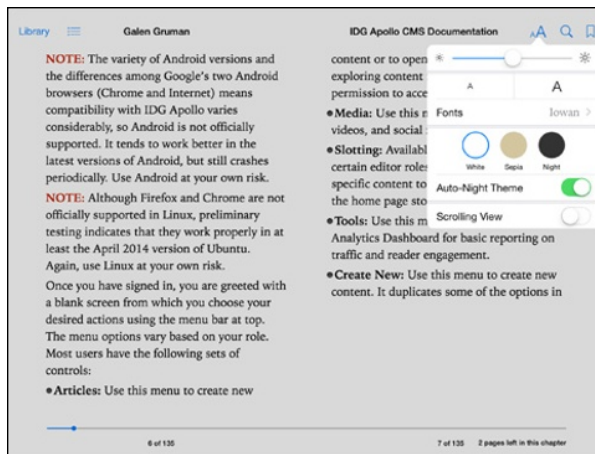 Library
Galen Gruman
IDG Apollo CMS Documentation
AA
NOTE: The variety of Android versions and
the differences among Google's two Android
browsers (Chrome and Internet) means
compatibility with IDG Apollo varies
considerably, so Android is not officially
supported. It tends to work better in the
latest versions of Android, but still crashes
periodically. Use Android at your own risk.
NOTE: Although Firefox and Chrome are not
officially supported in Linux, preliminary
testing indicates that they work properly in at
least the April 2014 version of Ubuntu.
Again, use Linux at your own risk.
Once you have signed in, you are greeted with
a blank screen from which you choose your
desired actions using the menu bar at top.
The menu options vary based on your role.
Most users have the following sets of
controls:
•Articles: Use this menu to create new
content or to open
exploring content
permission to acce
•Media: Use this m
videos, and social
•Slotting: Availabl
certain editor roles
specific content to
the home page sto
•Tools: Use this m
Analytics Dashboard for basic reporting on
traffic and reader engagement.
•Create New: Use this menu to create new
content. It duplicates some of the options in
A A
Fonts Iowan >
White Sepia Night
Auto-Night Theme
Scrolling View
6 of 135
7 of 135 2 pages left in this chapter